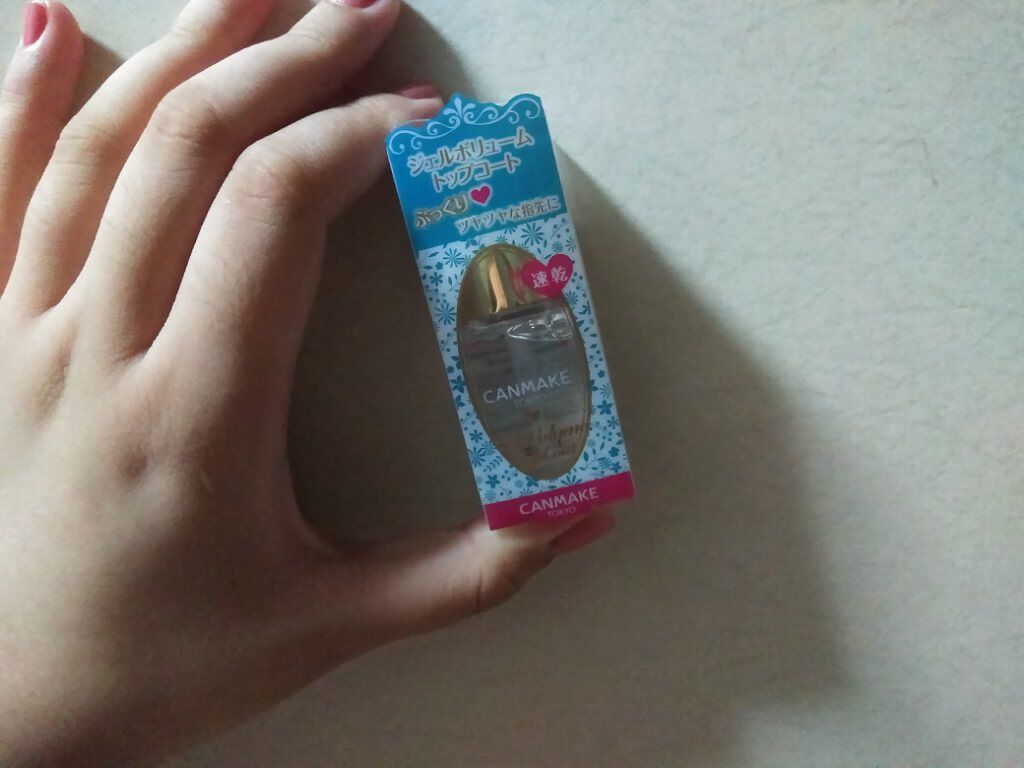 ジェルボリューム
トップコート
ぷっくり
ツヤツヤな指先に
速乾
CANMAKE
TOKYO
Volume
CANMAKE
TOKYO